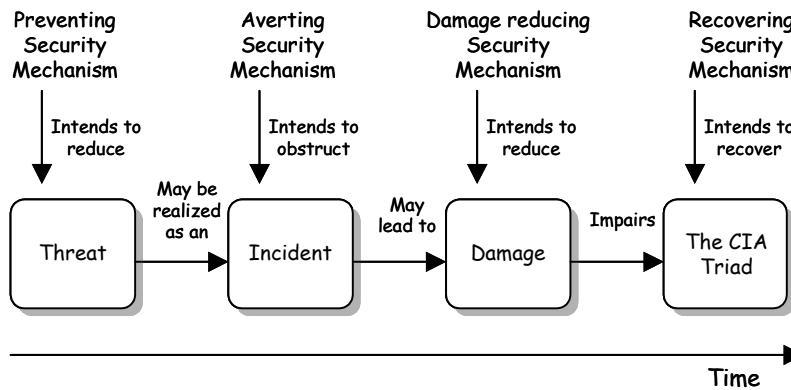 Preventing
Security
Mechanism
Averting
Security
Mechanism
Damage reducing
Security
Mechanism
Recovering
Security
Mechanism
Intends to
reduce
Intends to
obstruct
Intends to
reduce
Intends to
recover
Threat
May be
realized
as an
Incident
May
lead to
Damage
Impairs
The CIA
Triad
Time